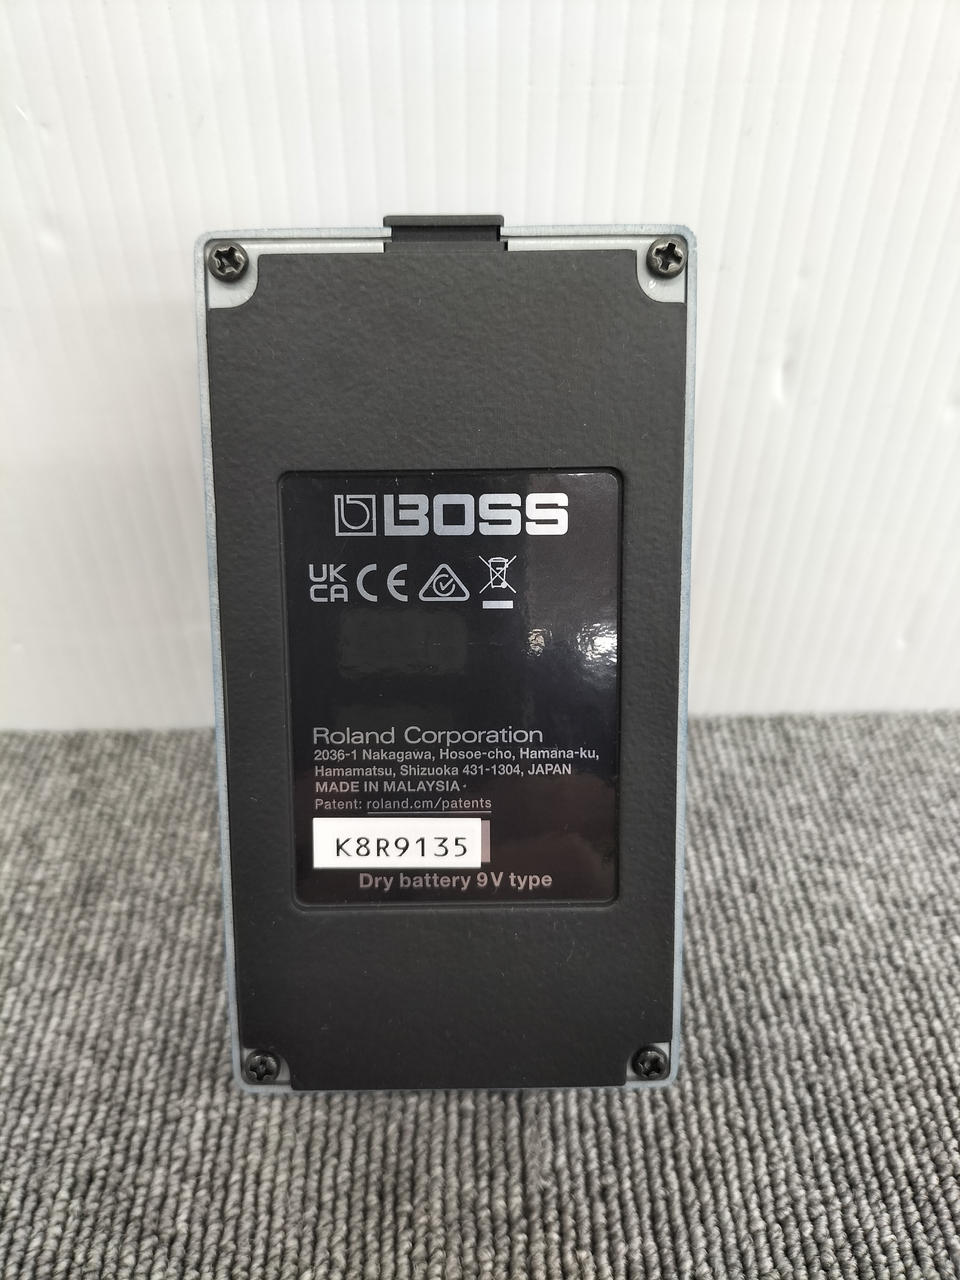 BOSS
UK
CA CE
Roland Corporation
2036-1 Nakagawa, Hosoe-cho, Hamana-ku,
Hamamatsu, Shizuoka 431-1304, JAPAN
MADE IN MALAYSIA
Patent: roland.cm/patents
K8R9135
Dry battery 9V type